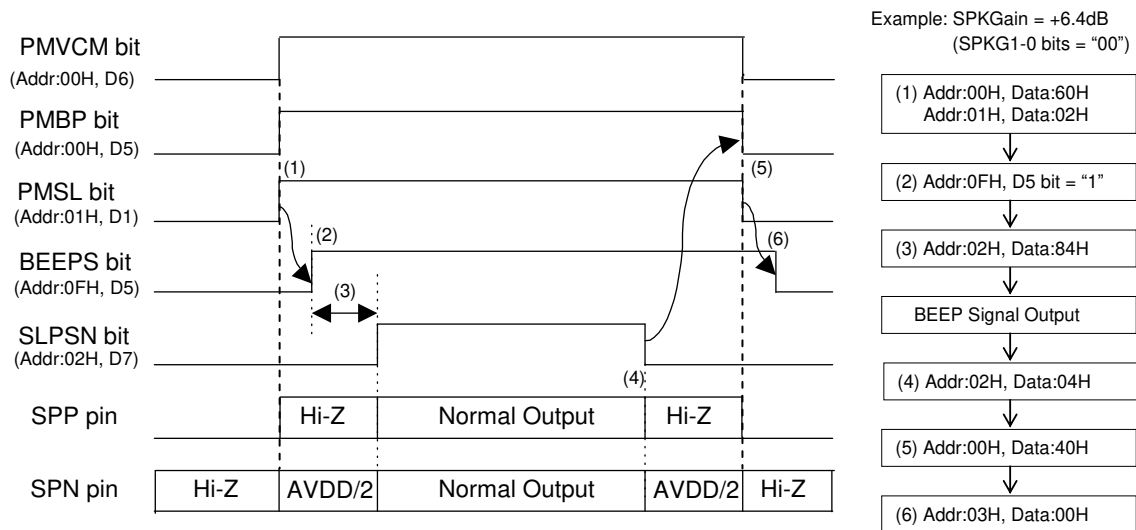 PMVCM bit
(Addr:00H, D6)
PMBP bit
(Addr:00H, D5)
PMSL bit
(Addr:01H, D1)
BEEPS bit
(Addr:0FH, D5)
SLPSN bit
(Addr:02H, D7)
SPP pin
SPN pin
(1)
(2)
(3)
(4)
(5)
(6)
Hi-Z
Normal Output
Hi-Z
Hi-Z
AVDD/2
Normal Output
AVDD/2
Hi-Z
Example: SPKGain = +6.4dB
(SPKG1-0 bits = “00”)
(1) Addr:00H, Data:60H
Addr:01H, Data:02H
(2) Addr:0FH, D5 bit = “1”
(3) Addr:02H, Data:84H
BEEP Signal Output
(4) Addr:02H, Data:04H
(5) Addr:00H, Data:40H
(6) Addr:03H, Data:00H